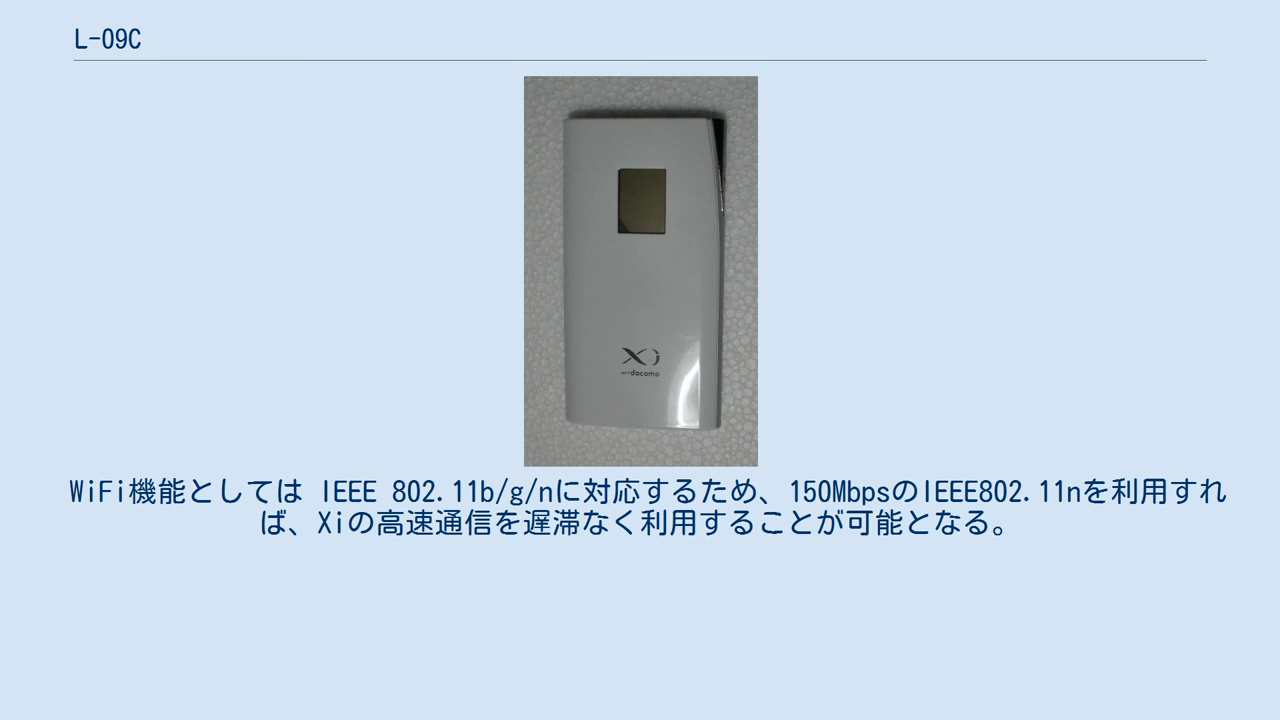 L-09C
Xi
docomo
WiFi機能としては IEEE 802.11b/g/nに対応するため、150MbpsのIEEE802.11nを利用すれ
ば、Xiの高速通信を遅滞なく利用することが可能となる。